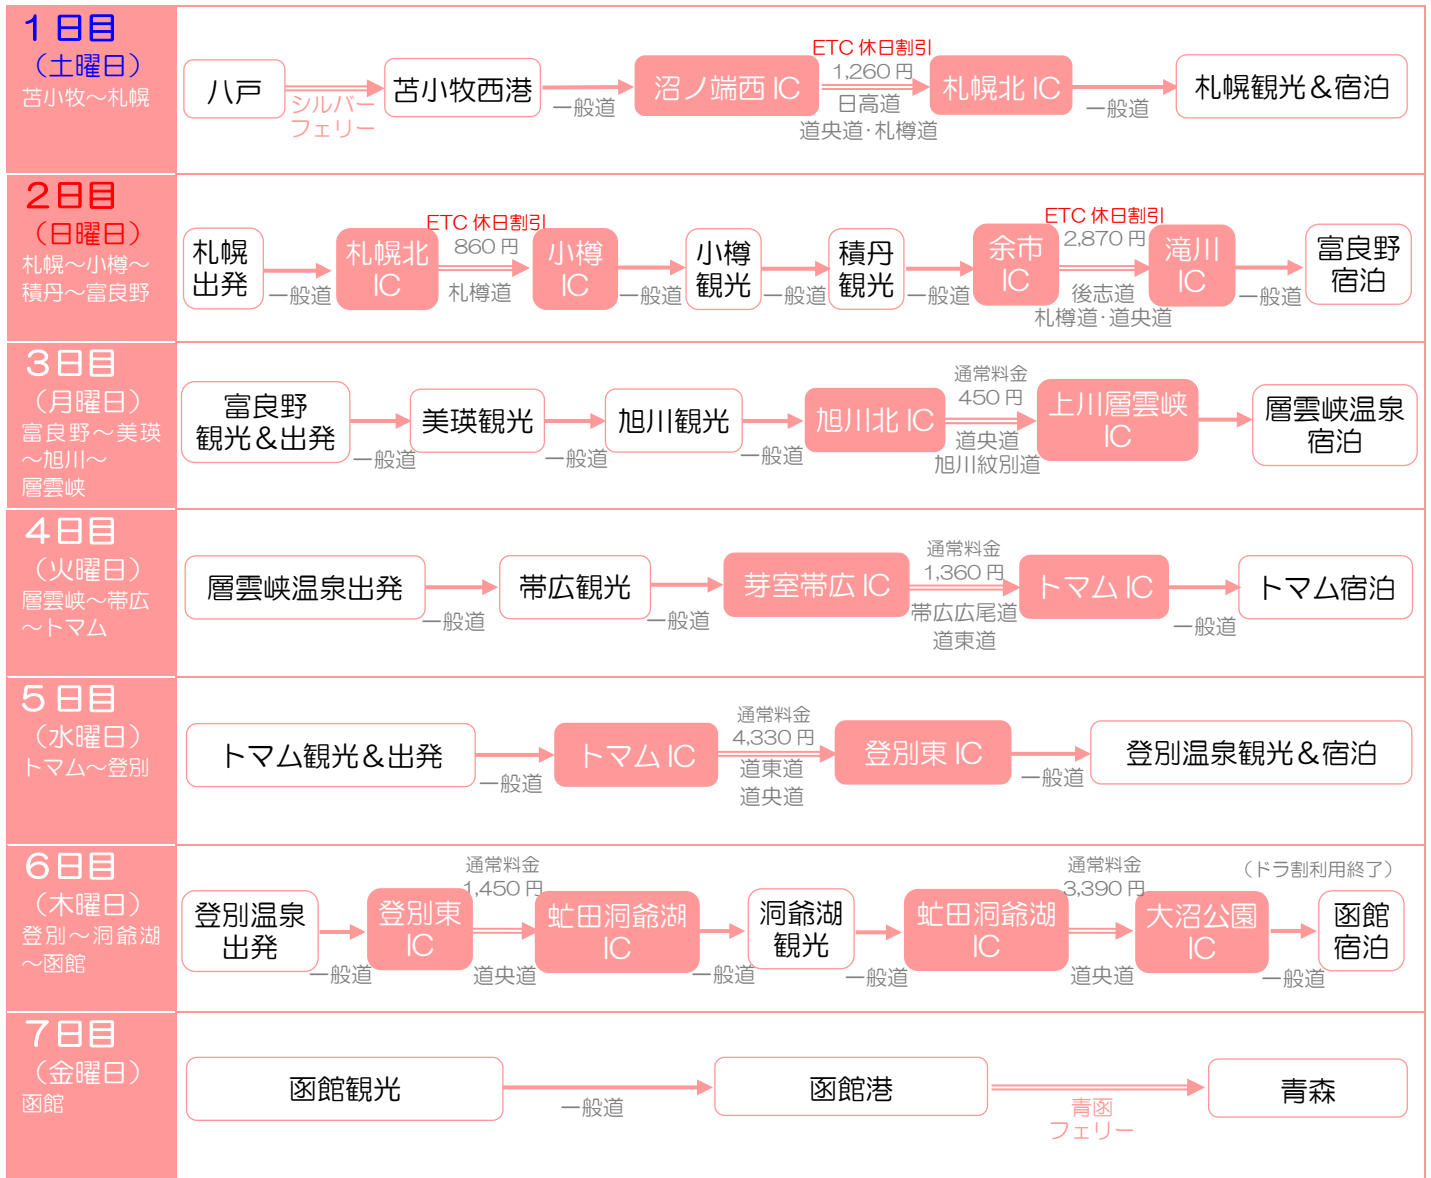 1日目
（土曜日）
苫小牧～札幌
八戸
シルバー
フェリー
苫小牧西港
一般道
沼ノ端西 IC
ETC 休日割引
1,260 円
日高道
道央道・札樽道
札幌北 IC
一般道
札幌観光＆宿泊
2日目
（日曜日）
札幌～小樽～
積丹～富良野
札幌
出発
一般道
札幌北
IC
ETC 休日割引
860 円
札樽道
小樽
IC
一般道
小樽
観光
一般道
積丹
観光
一般道
余市
IC
ETC 休日割引
2,870 円
後志道
札樽道・道央道
滝川
IC
一般道
富良野
宿泊
3日目
（月曜日）
富良野～美瑛
～旭川～
層雲峡
富良野
観光＆出発
一般道
美瑛観光
一般道
旭川観光
一般道
旭川北 IC
通常料金
450 円
道央道
旭川紋別道
上川層雲峡
IC
層雲峡温泉
宿泊
4日目
（火曜日）
層雲峡～帯広
～トマム
層雲峡温泉出発
一般道
帯広観光
一般道
芽室帯広 IC
通常料金
1,360 円
帯広広尾道
道東道
トマム IC
一般道
トマム宿泊
5日目
（水曜日）
トマム～登別
トマム観光＆出発
一般道
トマム IC
通常料金
4,330 円
道東道
道央道
登別東 IC
一般道
登別温泉観光＆宿泊
6日目
（木曜日）
登別～洞爺湖
～函館
登別温泉
出発
一般道
登別東
IC
通常料金
1,450 円
道央道
虻田洞爺湖
IC
一般道
洞爺湖
観光
一般道
虻田洞爺湖
IC
通常料金
3,390 円
道央道
大沼公園
IC
一般道
（ドラ割利用終了）
函館
宿泊
7日目
（金曜日）
函館
函館観光
一般道
函館港
青函
フェリー
青森